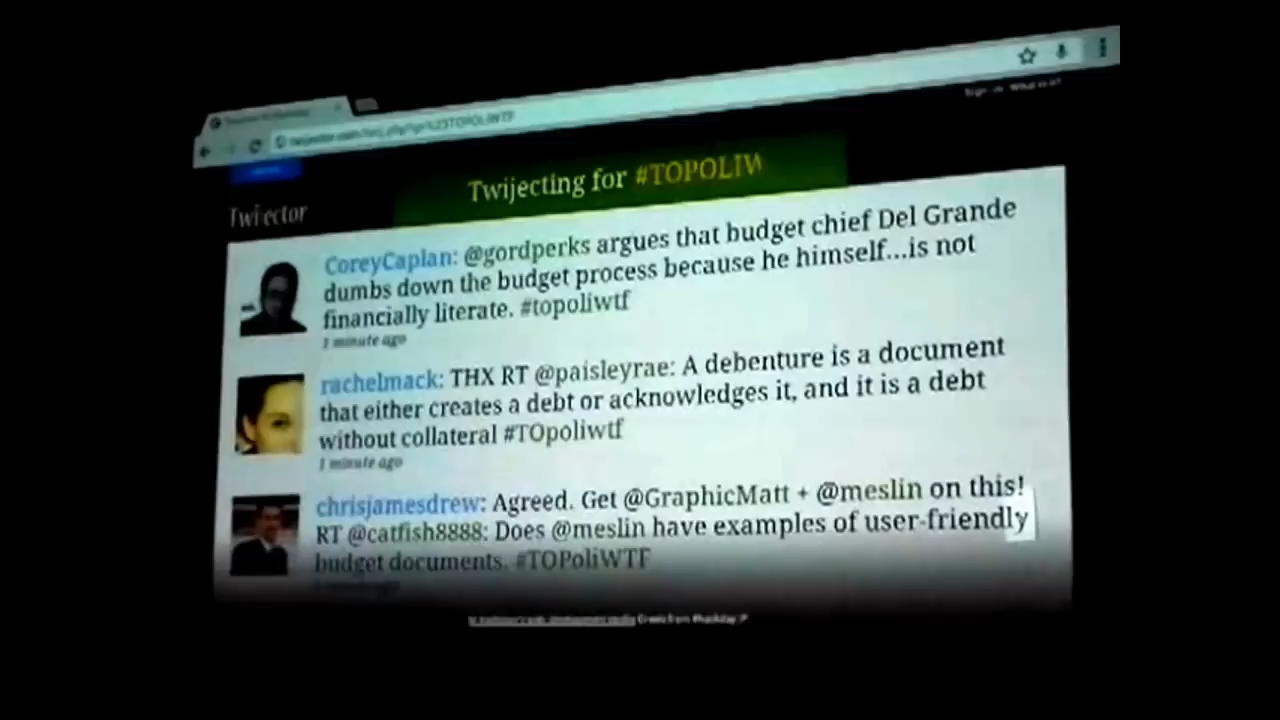 Twijecting for #TOPOLIW
Twijector
CoreyCaplan: @gordperks argues that budget chief Del Grande
dumbs down the budget process because he himself...is not
financially literate. #topoliwtf
1 minute ago
rachelmack: THX RT @paisleyrae: A debenture is a document
that either creates a debt or acknowledges it, and it is a debt
without collateral #TOpoliwtf
1 minute ago
chrisjamesdrew: Agreed. Get @GraphicMatt + @meslin on this!
RT @catfish8888: Does @meslin have examples of user-friendly
budget documents. #TOPoliWTF